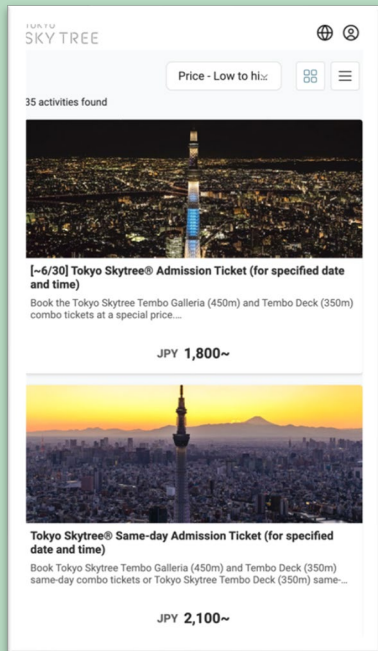 TOKYO
SKY TREE
Price - Low to hi
35 activities found
[~6/30] Tokyo Skytree® Admission Ticket (for specified date
and time)
Book the Tokyo Skytree Tembo Galleria (450m) and Tembo Deck (350m)
combo tickets at a special price....
JPY 1,800~
Tokyo Skytree® Same-day Admission Ticket (for specified
date and time)
Book Tokyo Skytree Tembo Galleria (450m) and Tembo Deck (350m)
same-day combo tickets or Tokyo Skytree Tembo Deck (350m) same-...
JPY 2,100~